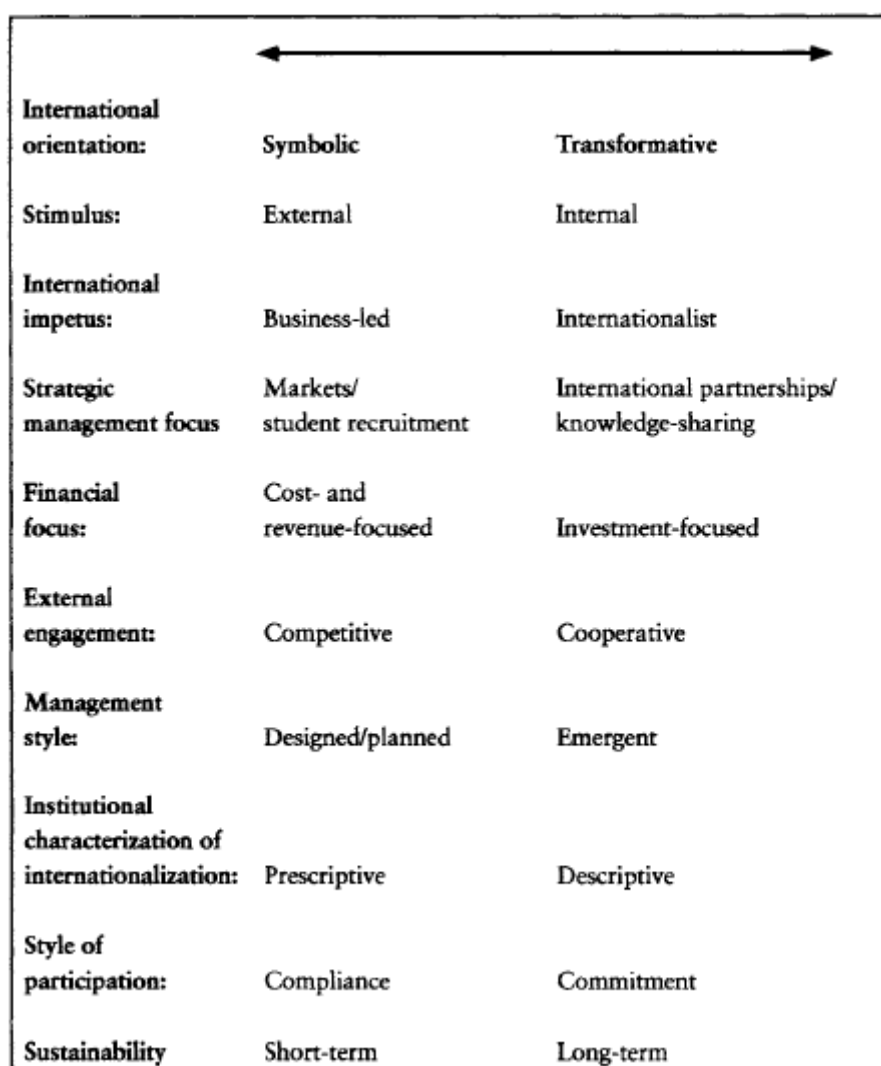 International
orientation: Symbolic Transformative
Stimulus: External Internal
International
impetus: Business-led Internationalist
Strategic Markets/ International partnerships/
management focus student recruitment knowledge-sharing
Financial Cost- and
focus: revenue-focused Investment-focused
External
engagement: Competitive Cooperative
Management
style: Designed/planned Emergent
Institutional
characterization of
internationalization: Prescriptive Descriptive
Style of
participation: Compliance Commitment
Sustainability Short-term Long-term